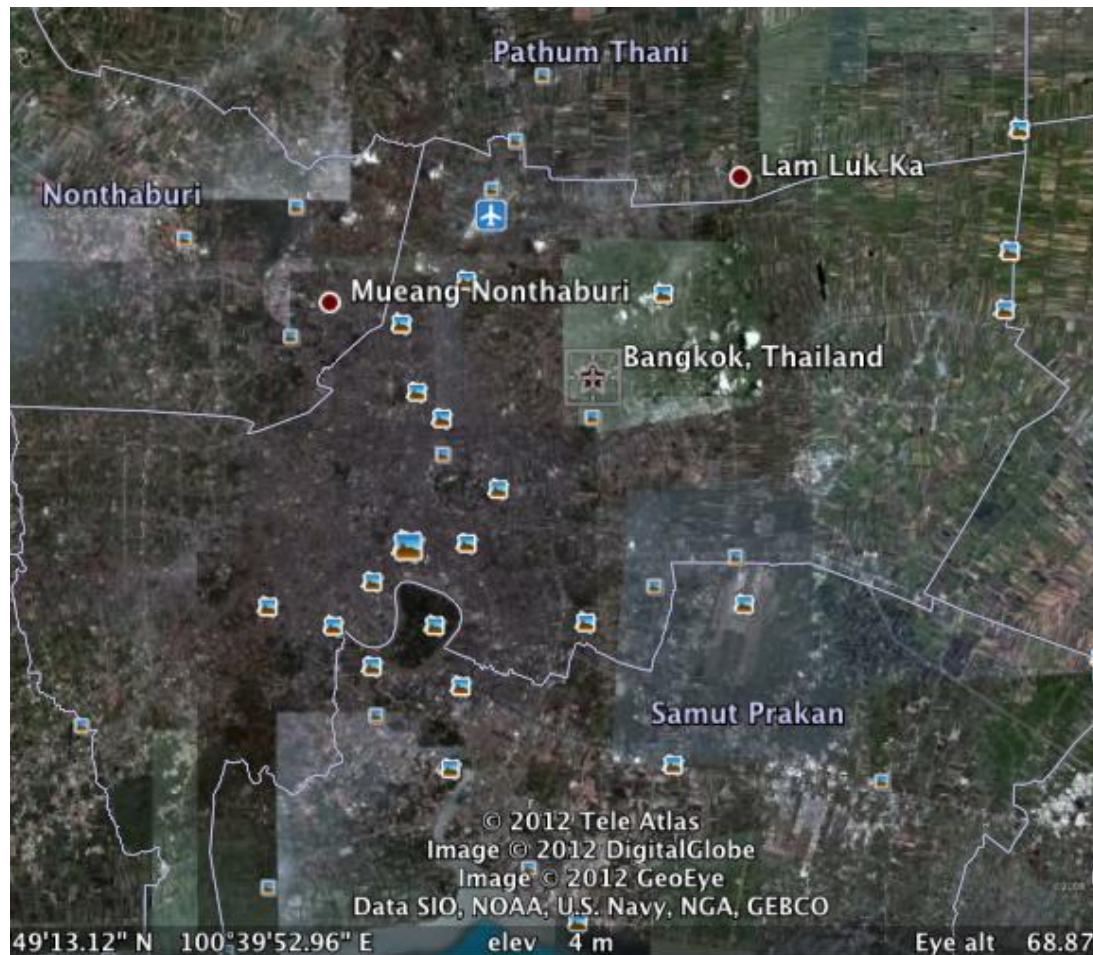 Pathum Thani
Lam Luk Ka
Nonthaburi
Mueang Nonthaburi
Bangkok, Thailand
Samut Prakan
© 2012 Tele Atlas
Image © 2012 DigitalGlobe
Image © 2012 GeoEye
Data SIO, NOAA, U.S. Navy, NGA, GEBCO
49'13.12" N 100°39'52.96" E elev 4 m Eye alt 68.87